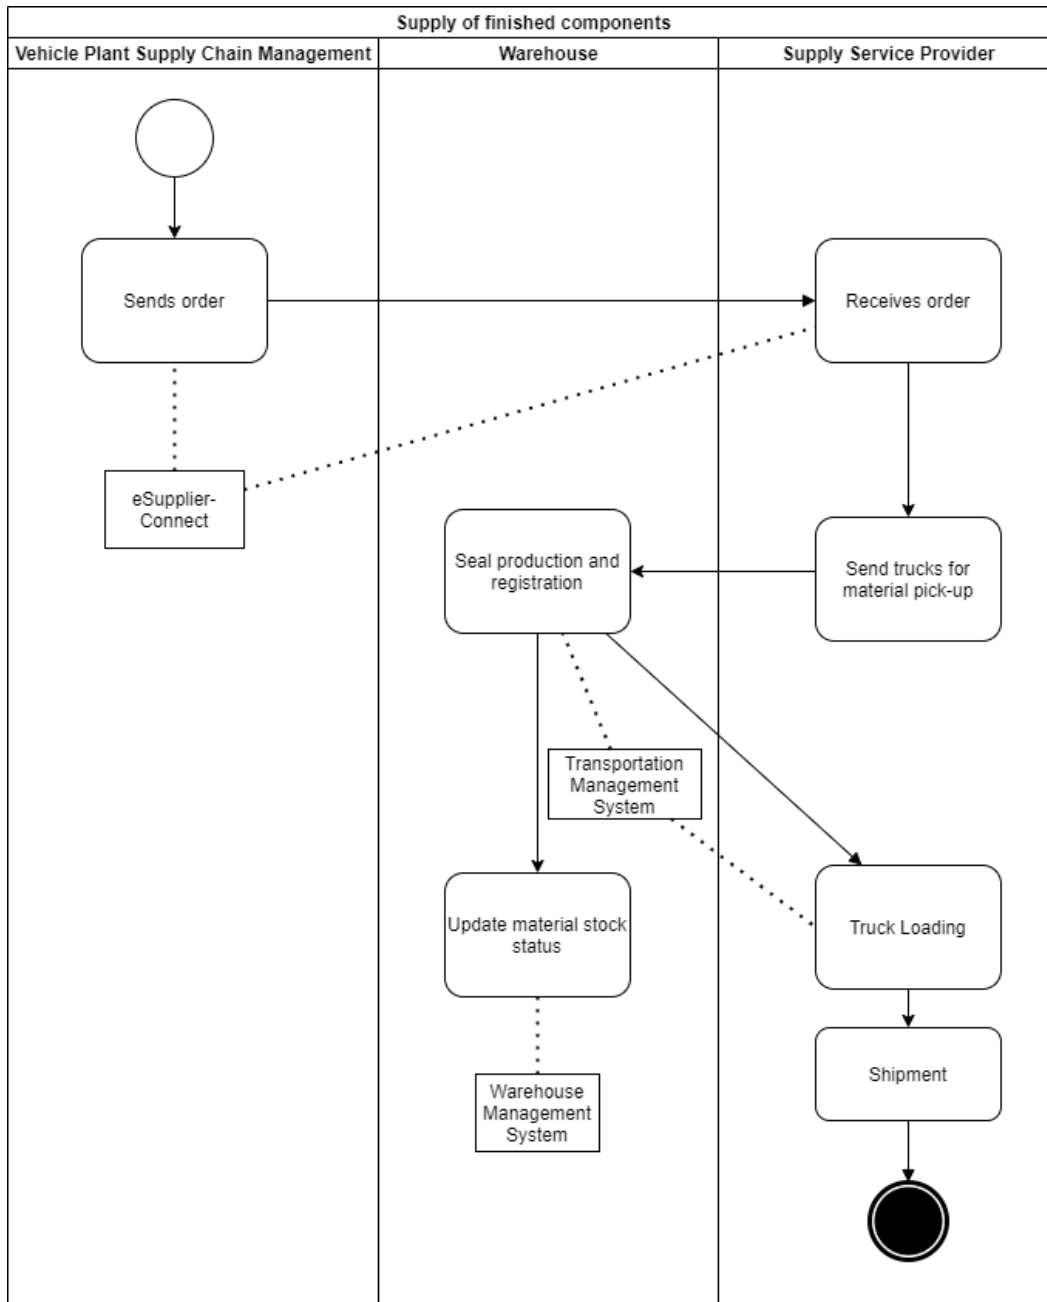 Supply of finished components
Vehicle Plant Supply Chain Management
Warehouse
Supply Service Provider
Sends order
Receives order
eSupplier-
Connect
Seal production and
registration
Send trucks for
material pick-up
Transportation
Management
System
Update material stock
status
Truck Loading
Warehouse
Management
System
Shipment